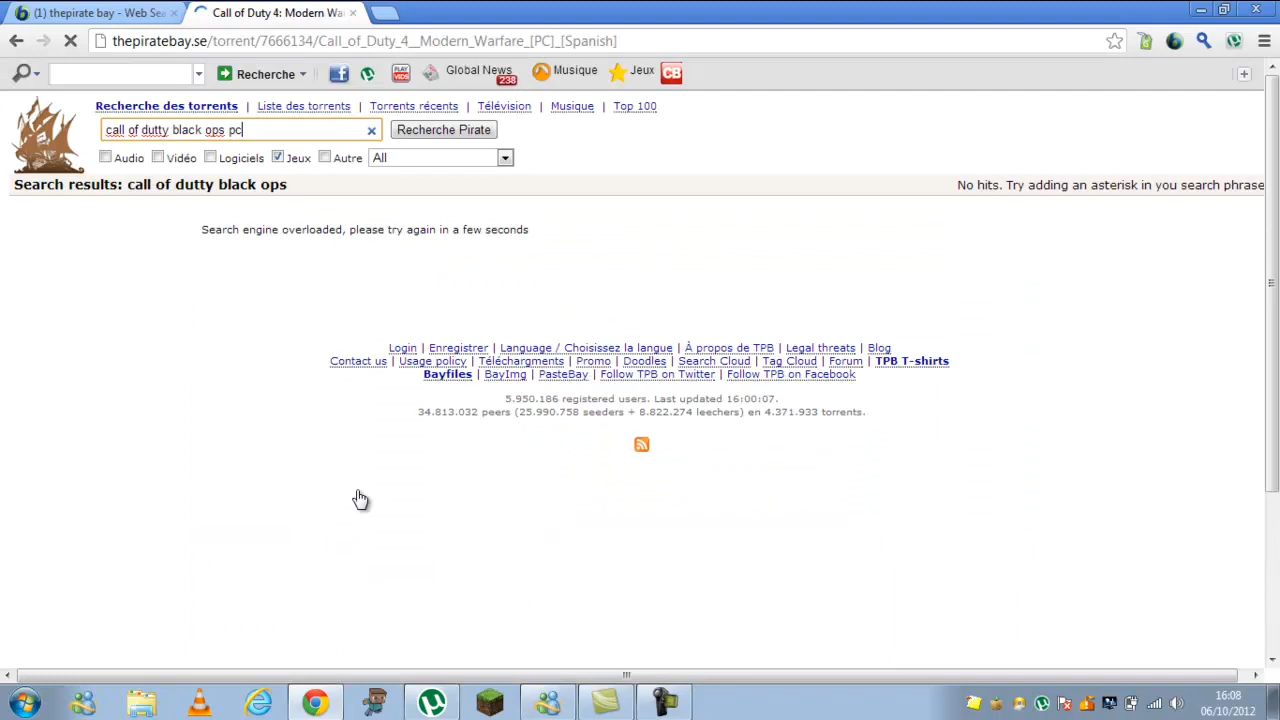 (1) thepirate bay - Web Sea
Call of Duty 4: Modern Wa
thepiratebay.se/torrent/7666134/Call_of_Duty_4__Modern_Warfare_[PC]_[Spanish]
Recherche
PLAY VIDS
Global News
238
Musique
Jeux
CB
Recherche des torrents | Liste des torrents | Torrents récents | Télévision | Musique | Top 100
call of dutty black ops pc
Recherche Pirate
Audio Vidéo Logiciels Jeux Autre All
Search results: call of dutty black ops
No hits. Try adding an asterisk in you search phrase
Search engine overloaded, please try again in a few seconds
Login | Enregistrer | Language / Choisissez la langue | À propos de TPB | Legal threats | Blog
Contact us | Usage policy | Téléchargments | Promo | Doodles | Search Cloud | Tag Cloud | Forum | TPB T-shirts
Bayfiles | BayImg | PasteBay | Follow TPB on Twitter | Follow TPB on Facebook
5.950.186 registered users. Last updated 16:00:07.
34.813.032 peers (25.990.758 seeders + 8.822.274 leechers) en 4.371.933 torrents.
16:08
06/10/2012